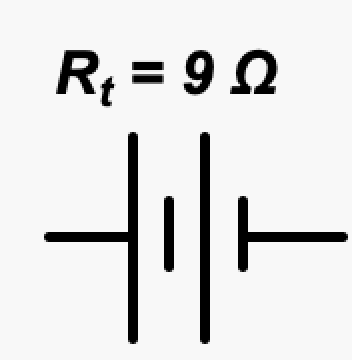 Rₜ = 9 Ω